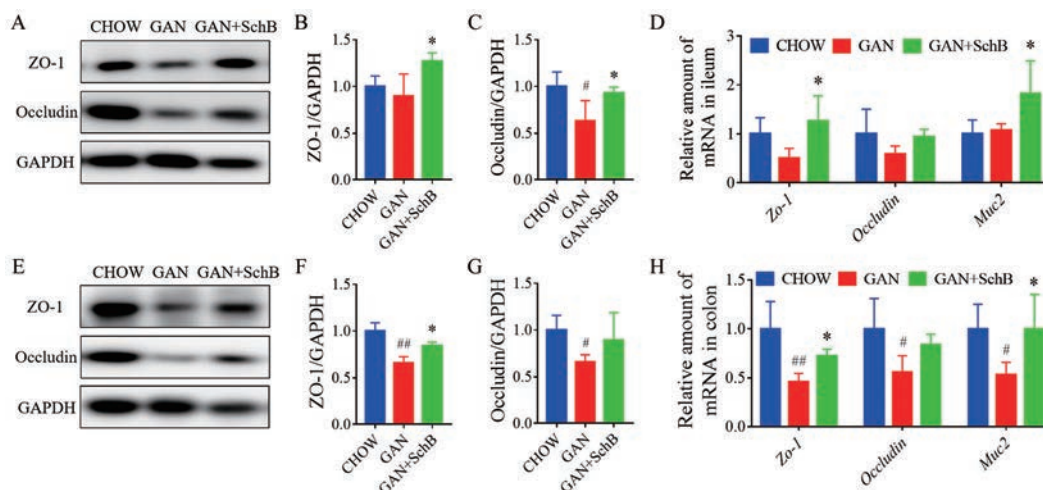 A
CHOW GAN GAN+SchB
ZO-1
Occludin
GAPDH
B
ZO-1/GAPDH
1.5
1.0
0.5
0.0
*
CHOW
GAN
GAN+SchB
C
Occludin/GAPDH
1.5
1.0
0.5
0.0
#
*
CHOW
GAN
GAN+SchB
D
Relative amount of
mRNA in ileum
3
2
1
0
CHOW GAN GAN+SchB
*
*
Zo-1
Occludin
Muc2
E
CHOW GAN GAN+SchB
ZO-1
Occludin
GAPDH
F
ZO-1/GAPDH
1.5
1.0
0.5
0.0
##
*
CHOW
GAN
GAN+SchB
G
Occludin/GAPDH
1.5
1.0
0.5
0.0
#
CHOW
GAN
GAN+SchB
H
Relative amount of
mRNA in colon
1.5
1.0
0.5
0.0
CHOW GAN GAN+SchB
##
*
#
#
*
Zo-1
Occludin
Muc2